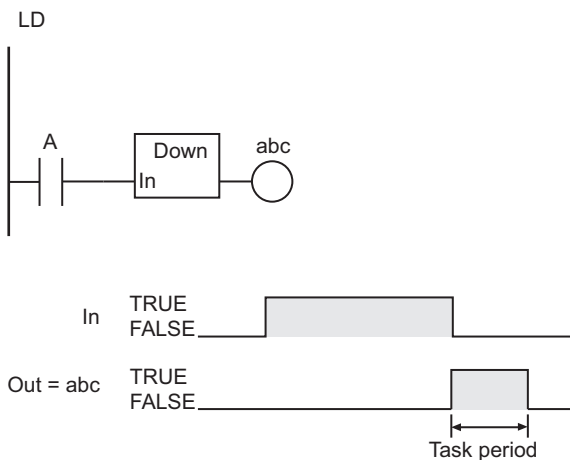 LD
A
Down
abc
In
In
TRUE
FALSE
Out = abc
TRUE
FALSE
Task period